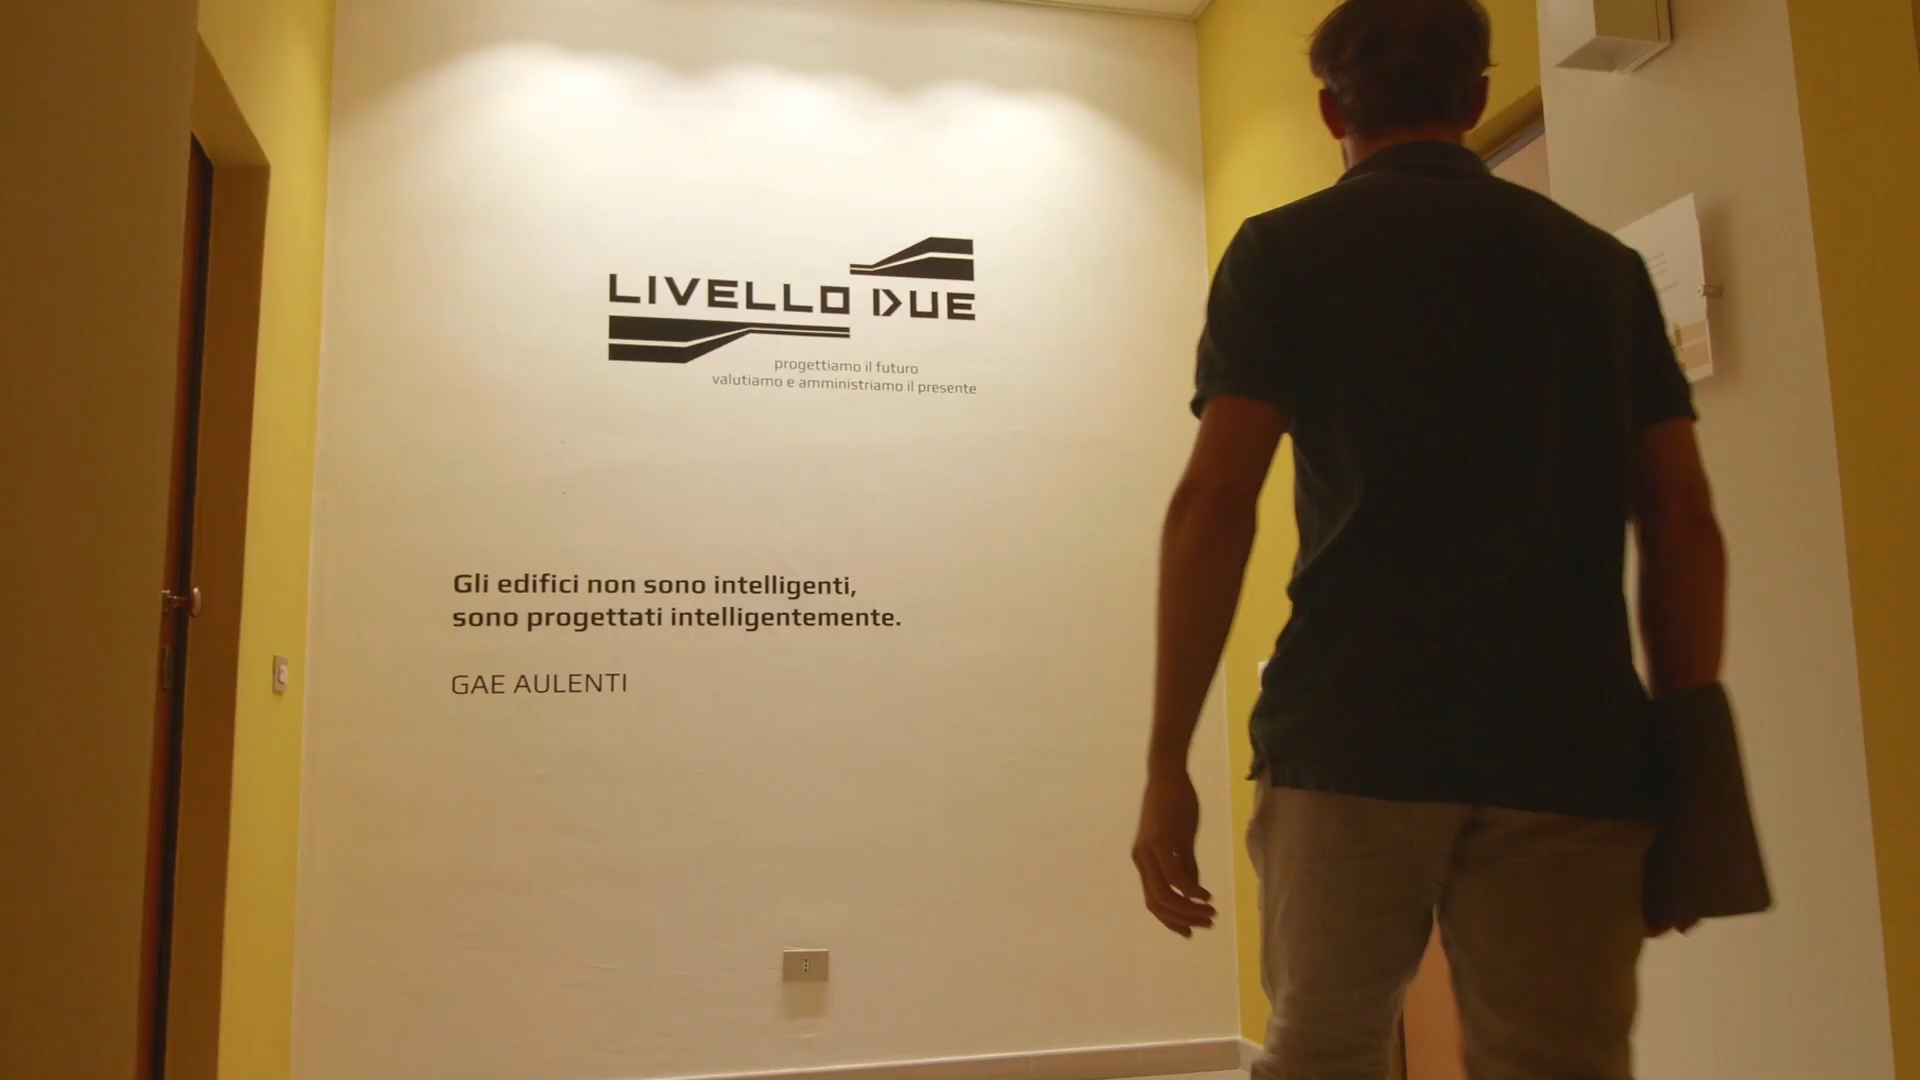 LIVELLO DUE
progettiamo il futuro
valutiamo e amministriamo il presente
Gli edifici non sono intelligenti,
sono progettati intelligentemente.
GAE AULENTI